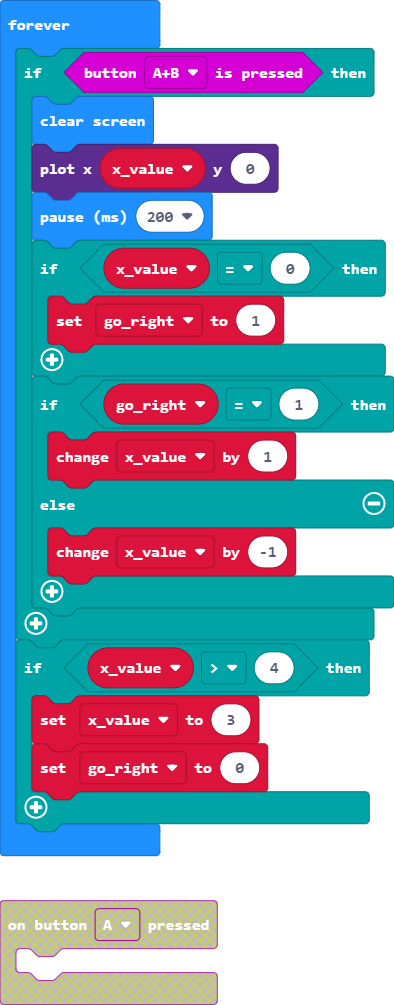 forever
if button A+B is pressed then
clear screen
plot x x_value y 0
pause (ms) 200
if x_value = 0 then
set go_right to 1
if go_right = 1 then
change x_value by 1
else
change x_value by -1
if x_value > 4 then
set x_value to 3
set go_right to 0
on button A pressed